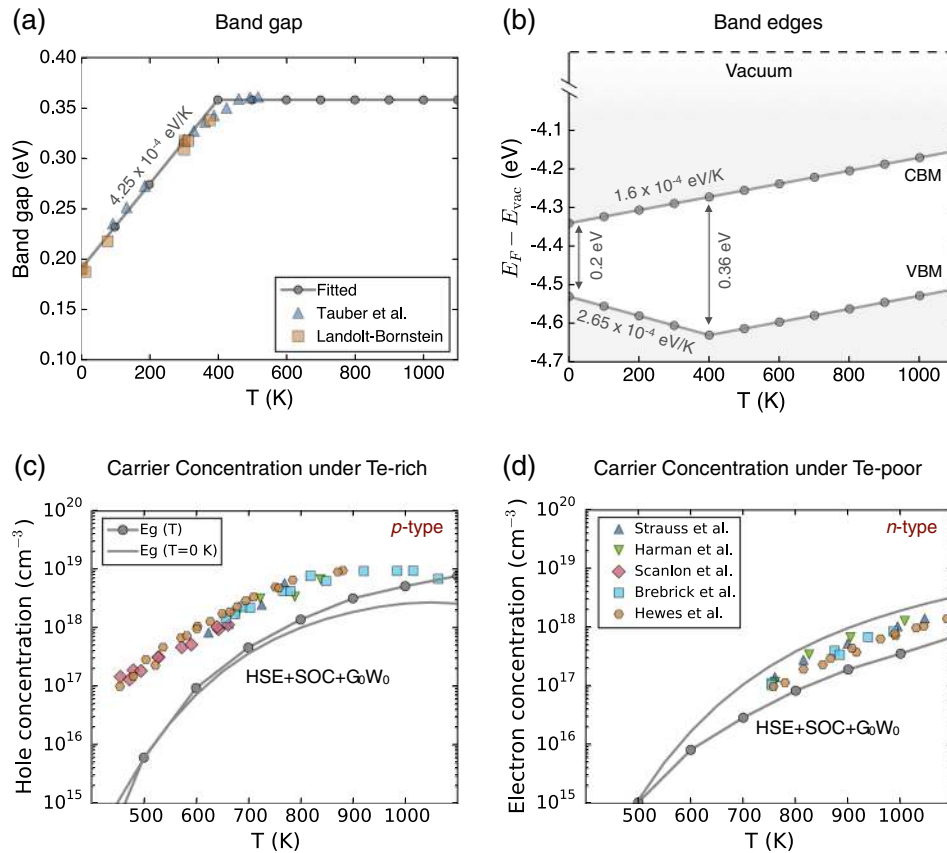 (a) Band gap
0.40
0.35
0.30
0.25
0.20
0.15
0.10
Band gap (eV)
4.25 x 10⁻⁴ eV/K
Fitted
Tauber et al.
Landolt-Bornstein
0 200 400 600 800 1000
T (K)
(b) Band edges
Vacuum
-4.1
-4.2
-4.3
-4.4
-4.5
-4.6
-4.7
E_F − E_vac (eV)
1.6 x 10⁻⁴ eV/K
CBM
0.2 eV
0.36 eV
VBM
2.65 x 10⁻⁴ eV/K
0 200 400 600 800 1000
T (K)
(c) Carrier Concentration under Te-rich
10²⁰
10¹⁹
10¹⁸
10¹⁷
10¹⁶
10¹⁵
Hole concentration (cm⁻³)
Eg (T)
Eg (T=0 K)
p-type
HSE+SOC+G₀W₀
500 600 700 800 900 1000
T (K)
(d) Carrier Concentration under Te-poor
10²⁰
10¹⁹
10¹⁸
10¹⁷
10¹⁶
10¹⁵
Electron concentration (cm⁻³)
Strauss et al.
Harman et al.
Scanlon et al.
Brebrick et al.
Hewes et al.
n-type
HSE+SOC+G₀W₀
500 600 700 800 900 1000
T (K)